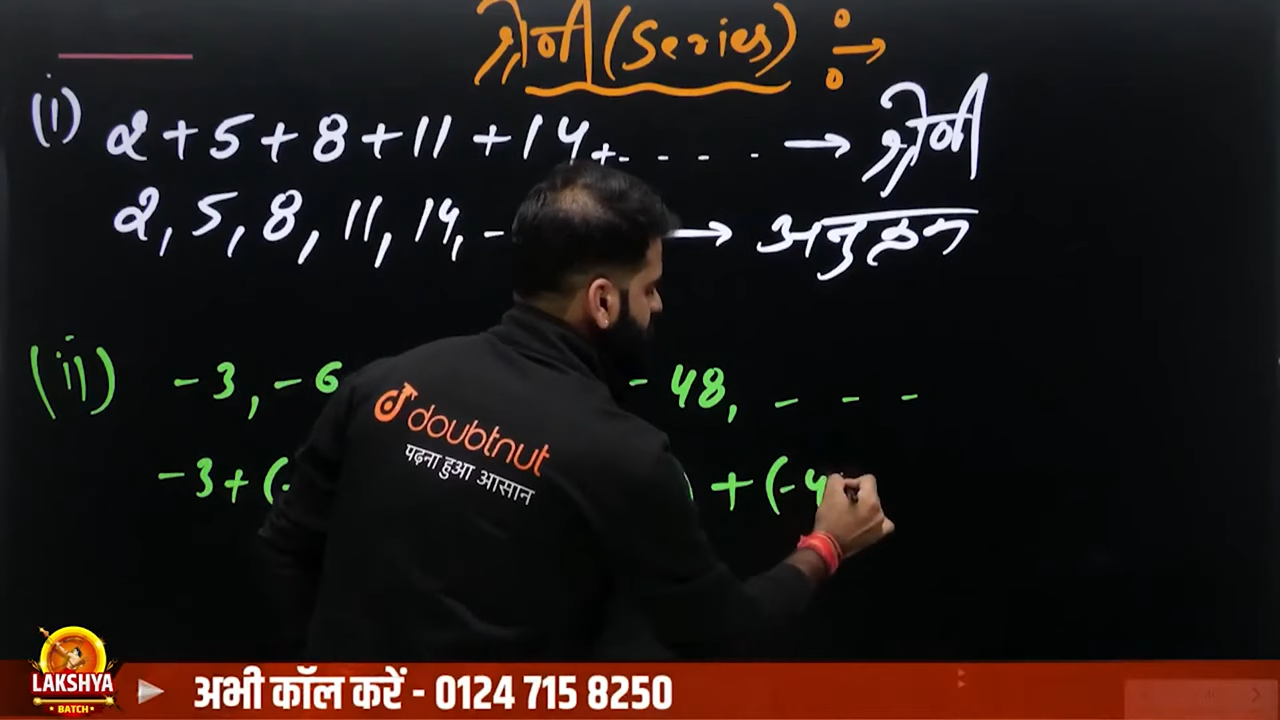 श्रेणी (Series) :→
(i) 2 + 5 + 8 + 11 + 14 + - - - - → श्रेणी
2, 5, 8, 11, 14, - → अनुक्रम
(ii) -3, -6 - 48, - - -
-3 + (- ) + (-4
doubtnut
पढ़ना हुआ आसान
LAKSHYA
BATCH
अभी कॉल करें - 0124 715 8250